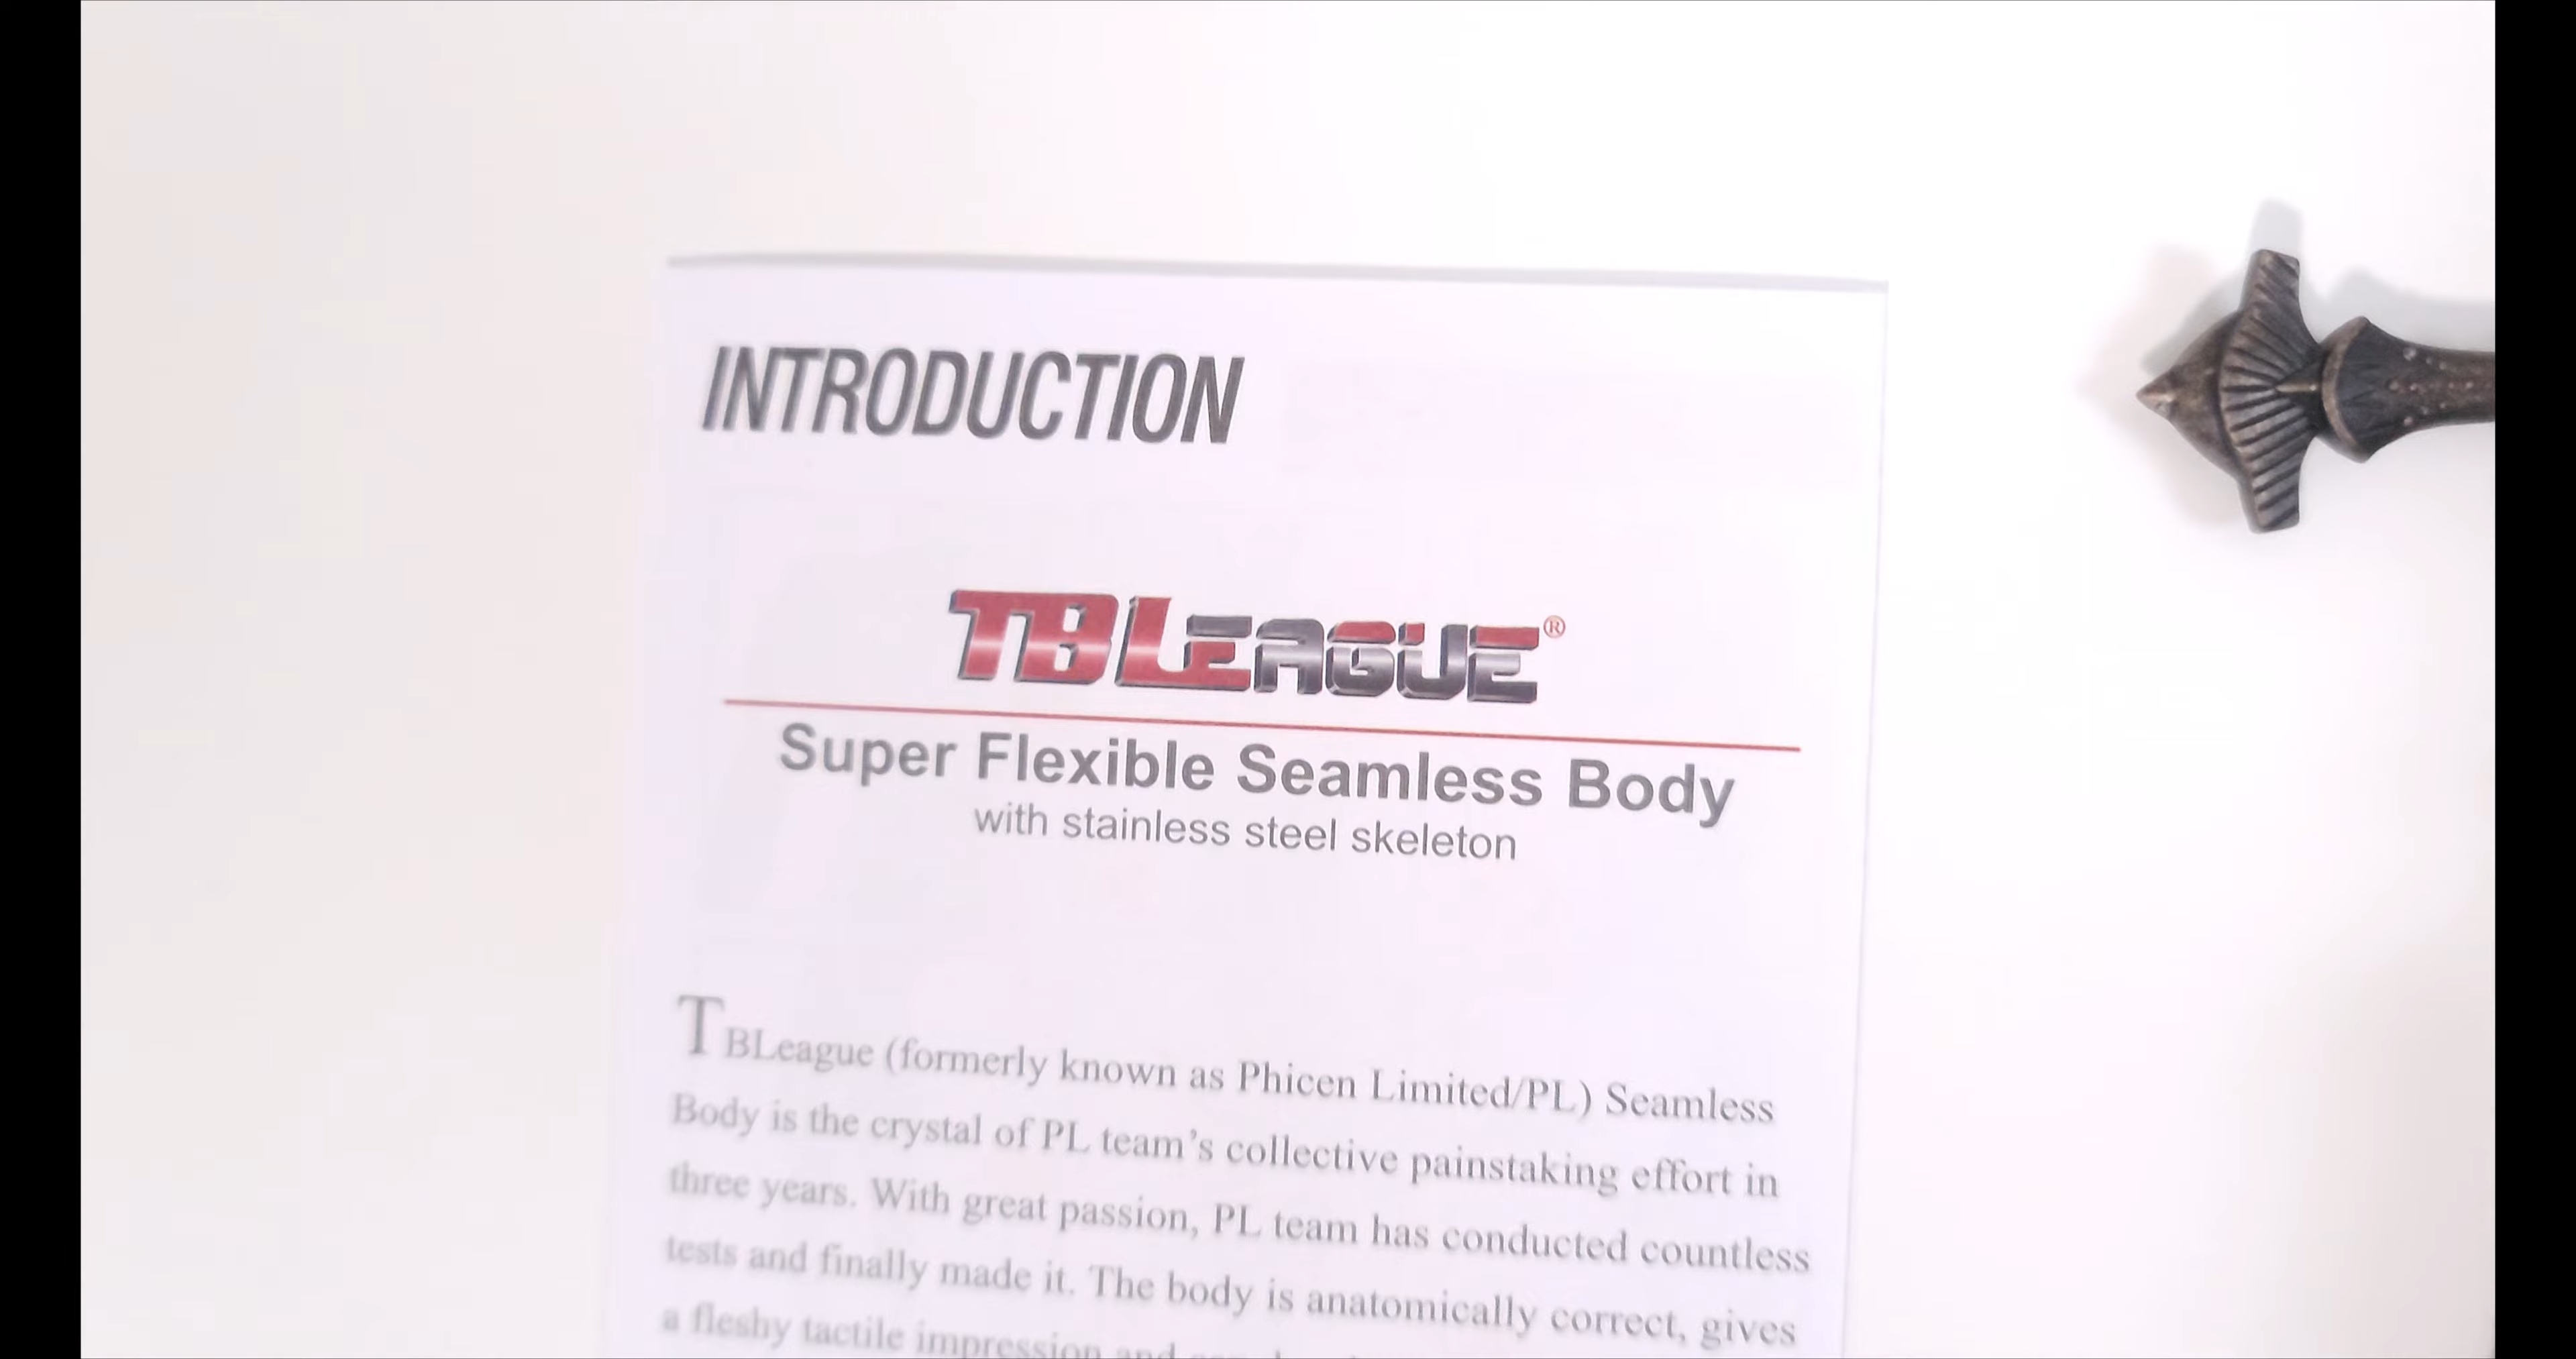 INTRODUCTION
TBLEAGUE®
Super Flexible Seamless Body
with stainless steel skeleton
TBLeague (formerly known as Phicen Limited/PL) Seamless
Body is the crystal of PL team's collective painstaking effort in
three years. With great passion, PL team has conducted countless
tests and finally made it. The body is anatomically correct, gives
a fleshy tactile impression and